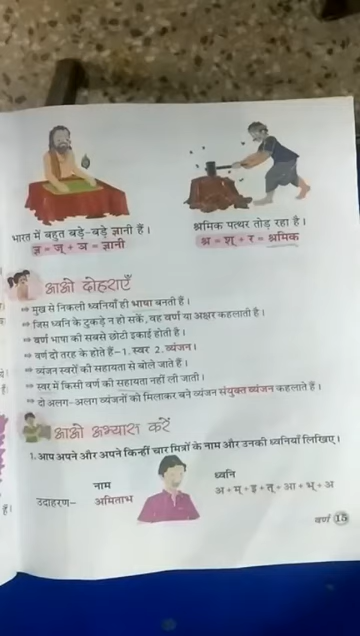 भारत में बहुत बड़े-बड़े ज्ञानी हैं।
ज्ञ = ज् + ञ = ज्ञानी
श्रमिक पत्थर तोड़ रहा है।
श्र = श् + र = श्रमिक
आओ दोहराएँ
मुख से निकली ध्वनियाँ ही भाषा बनती हैं।
जिस ध्वनि के टुकड़े न हो सकें, वह वर्ण या अक्षर कहलाती है।
वर्ण भाषा की सबसे छोटी इकाई होती है।
वर्ण दो तरह के होते हैं– 1. स्वर 2. व्यंजन।
व्यंजन स्वरों की सहायता से बोले जाते हैं।
स्वर में किसी वर्ण की सहायता नहीं ली जाती।
दो अलग-अलग व्यंजनों को मिलाकर बने व्यंजन संयुक्त व्यंजन कहलाते हैं।
आओ अभ्यास करें
1. आप अपने और अपने किन्हीं चार मित्रों के नाम और उनकी ध्वनियाँ लिखिए।
नाम ध्वनि
उदाहरण– अमिताभ अ + म् + इ + त् + आ + भ् + अ
वर्ण 15